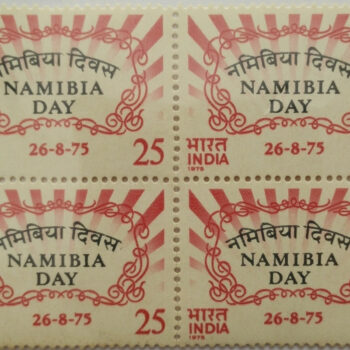 नमिबिया दिवस
NAMIBIA
DAY
26-8-75
25
नमिबिया दिवस
NAMIBIA
DAY
भारत
INDIA
1975
26-8-75
नमिबिया दिवस
NAMIBIA
DAY
26-8-75
25
नमिबिया दिवस
NAMIBIA
DAY
भारत
INDIA
1975
26-8-75